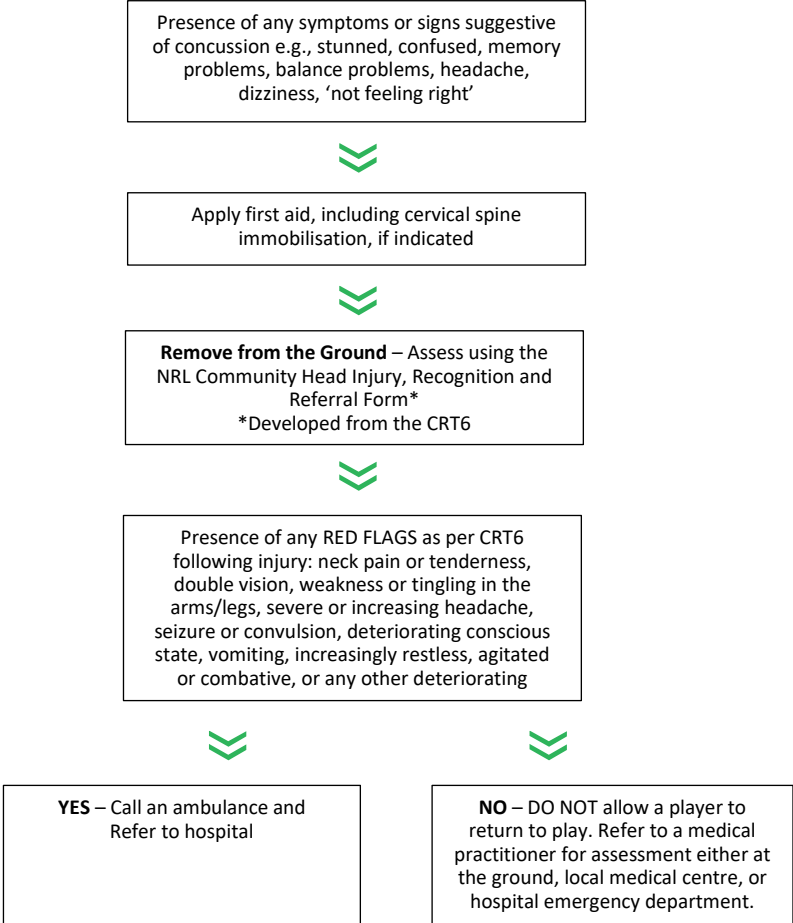 Presence of any symptoms or signs suggestive
of concussion e.g., stunned, confused, memory
problems, balance problems, headache,
dizziness, ‘not feeling right’
Apply first aid, including cervical spine
immobilisation, if indicated
Remove from the Ground – Assess using the
NRL Community Head Injury, Recognition and
Referral Form*
*Developed from the CRT6
Presence of any RED FLAGS as per CRT6
following injury: neck pain or tenderness,
double vision, weakness or tingling in the
arms/legs, severe or increasing headache,
seizure or convulsion, deteriorating conscious
state, vomiting, increasingly restless, agitated
or combative, or any other deteriorating
YES – Call an ambulance and
Refer to hospital
NO – DO NOT allow a player to
return to play. Refer to a medical
practitioner for assessment either at
the ground, local medical centre, or
hospital emergency department.